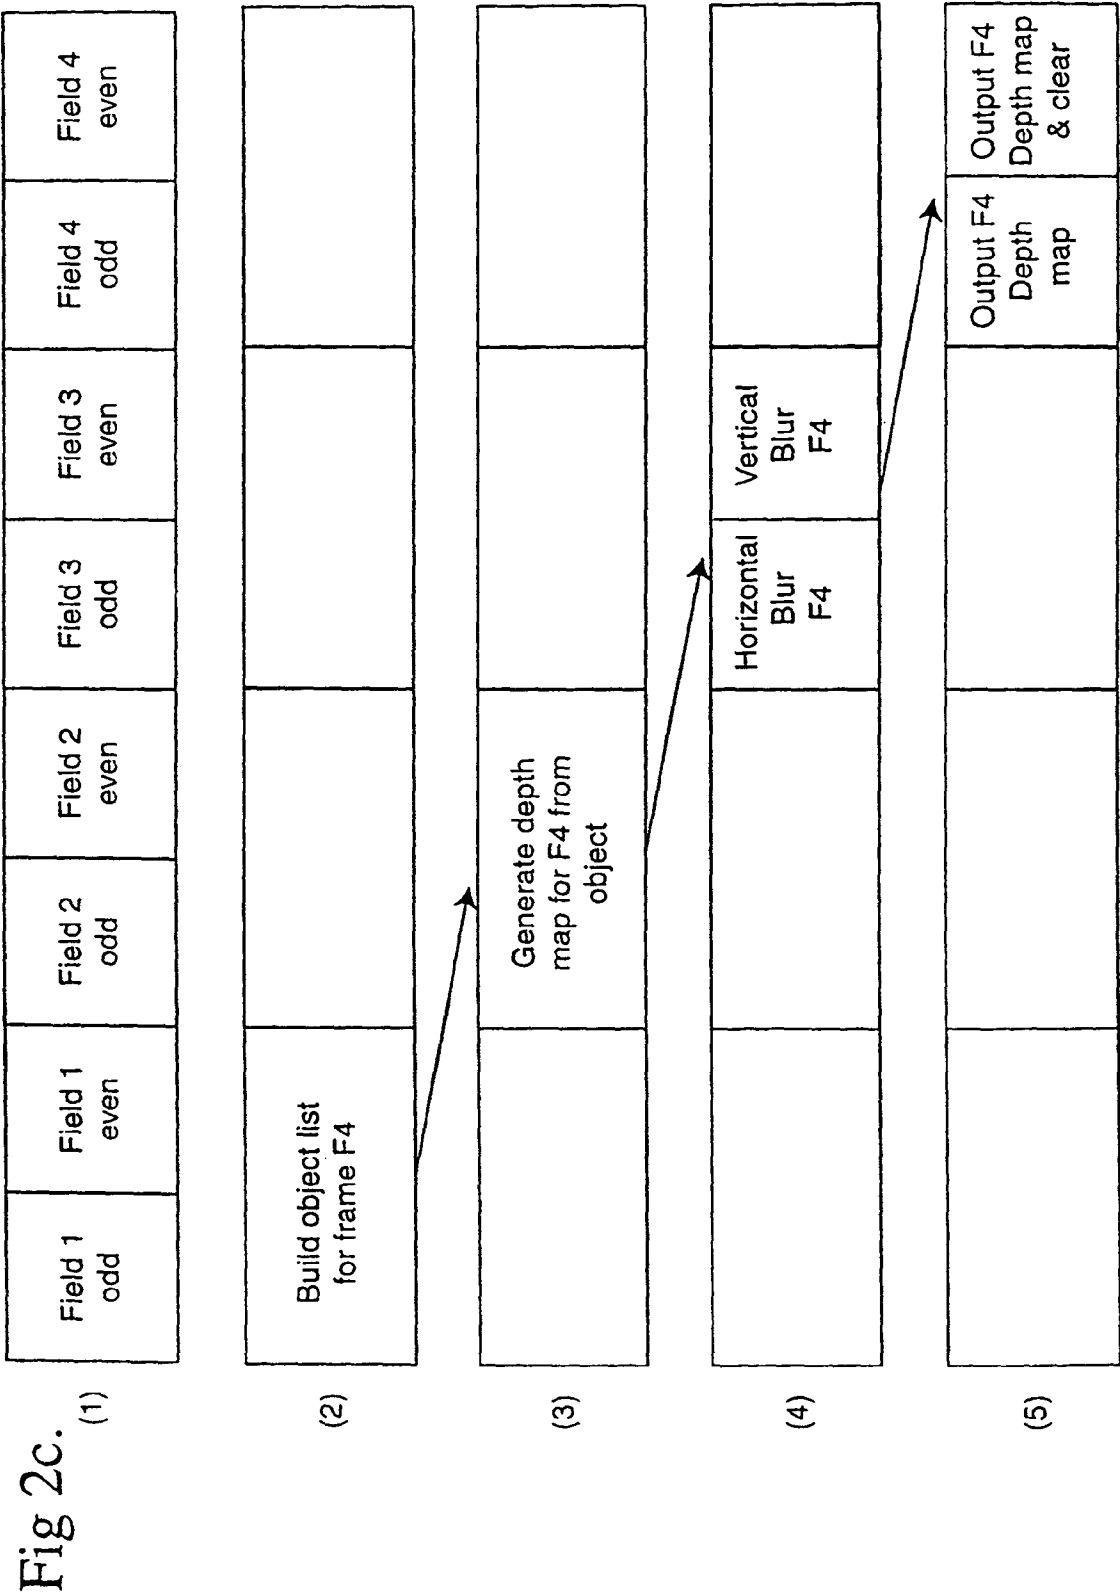 Fig 2c.
(1)
Field 1
odd
Field 1
even
Field 2
odd
Field 2
even
Field 3
odd
Field 3
even
Field 4
odd
Field 4
even
(2)
Build object list
for frame F4
(3)
Generate depth
map for F4 from
object
(4)
Horizontal
Blur
F4
Vertical
Blur
F4
(5)
Output F4
Depth
map
Output F4
Depth map
& clear